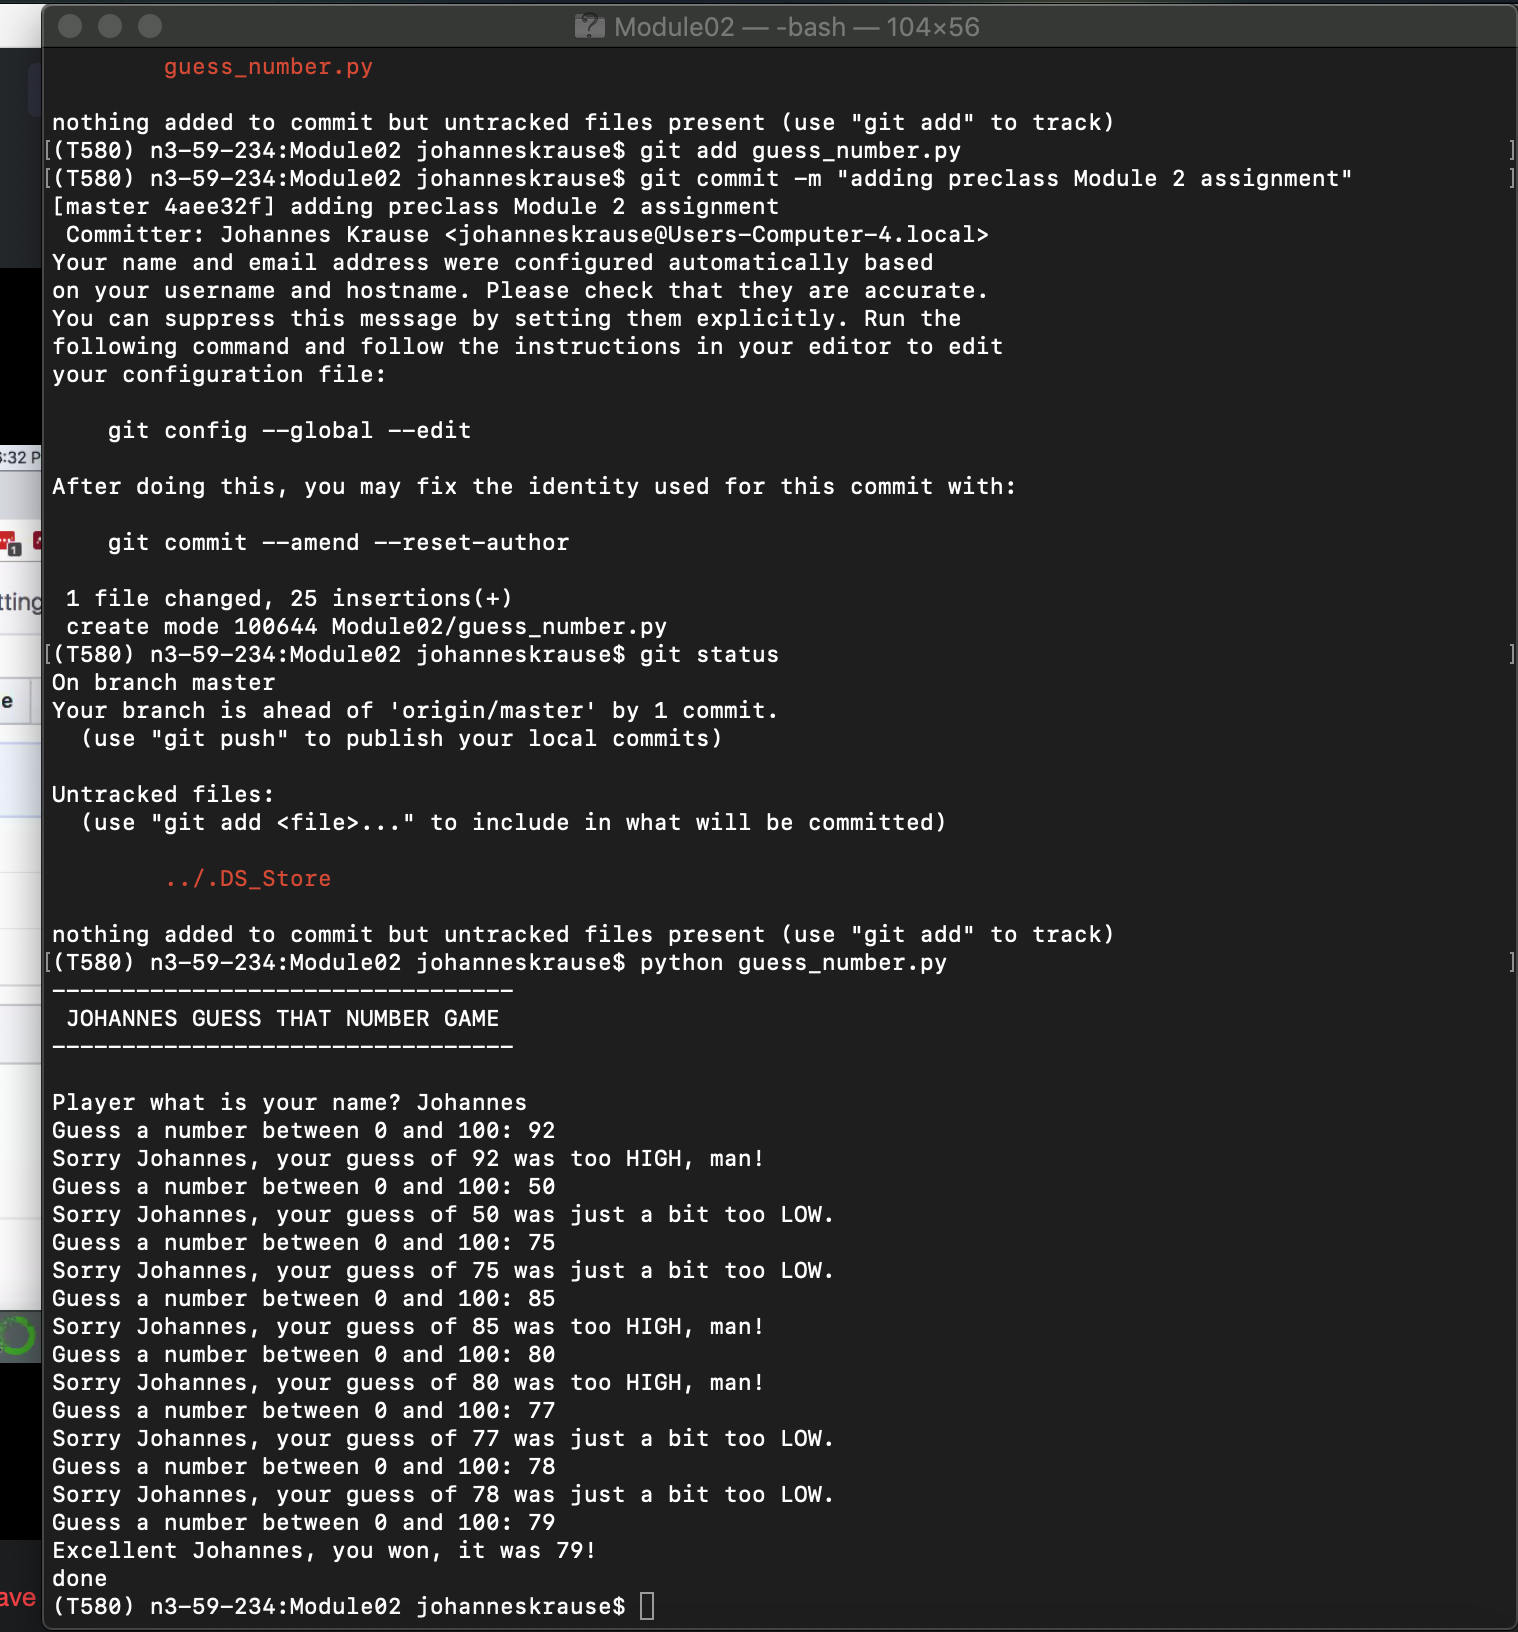 Module02 — -bash — 104×56
guess_number.py
nothing added to commit but untracked files present (use "git add" to track)
[(T580) n3-59-234:Module02 johanneskrause$ git add guess_number.py ]
[(T580) n3-59-234:Module02 johanneskrause$ git commit -m "adding preclass Module 2 assignment" ]
[master 4aee32f] adding preclass Module 2 assignment
Committer: Johannes Krause <johanneskrause@Users-Computer-4.local>
Your name and email address were configured automatically based
on your username and hostname. Please check that they are accurate.
You can suppress this message by setting them explicitly. Run the
following command and follow the instructions in your editor to edit
your configuration file:
git config --global --edit
After doing this, you may fix the identity used for this commit with:
git commit --amend --reset-author
1 file changed, 25 insertions(+)
create mode 100644 Module02/guess_number.py
[(T580) n3-59-234:Module02 johanneskrause$ git status ]
On branch master
Your branch is ahead of 'origin/master' by 1 commit.
(use "git push" to publish your local commits)
Untracked files:
(use "git add <file>..." to include in what will be committed)
../.DS_Store
nothing added to commit but untracked files present (use "git add" to track)
[(T580) n3-59-234:Module02 johanneskrause$ python guess_number.py ]
---------------------------------
JOHANNES GUESS THAT NUMBER GAME
---------------------------------
Player what is your name? Johannes
Guess a number between 0 and 100: 92
Sorry Johannes, your guess of 92 was too HIGH, man!
Guess a number between 0 and 100: 50
Sorry Johannes, your guess of 50 was just a bit too LOW.
Guess a number between 0 and 100: 75
Sorry Johannes, your guess of 75 was just a bit too LOW.
Guess a number between 0 and 100: 85
Sorry Johannes, your guess of 85 was too HIGH, man!
Guess a number between 0 and 100: 80
Sorry Johannes, your guess of 80 was too HIGH, man!
Guess a number between 0 and 100: 77
Sorry Johannes, your guess of 77 was just a bit too LOW.
Guess a number between 0 and 100: 78
Sorry Johannes, your guess of 78 was just a bit too LOW.
Guess a number between 0 and 100: 79
Excellent Johannes, you won, it was 79!
done
(T580) n3-59-234:Module02 johanneskrause$